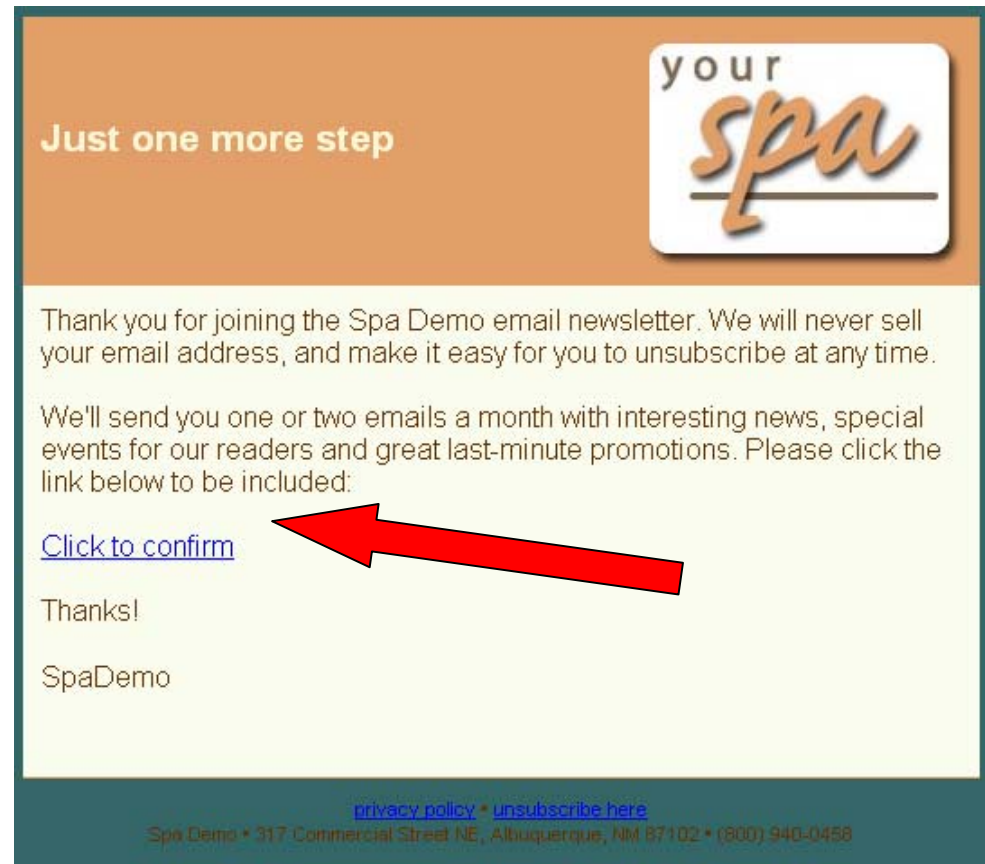 your
spa
Just one more step
Thank you for joining the Spa Demo email newsletter. We will never sell
your email address, and make it easy for you to unsubscribe at any time.
We'll send you one or two emails a month with interesting news, special
events for our readers and great last-minute promotions. Please click the
link below to be included:
Click to confirm
Thanks!
SpaDemo
privacy policy • unsubscribe here
Spa Demo • 317 Commercial Street NE, Albuquerque, NM 87102 • (800) 940-0458